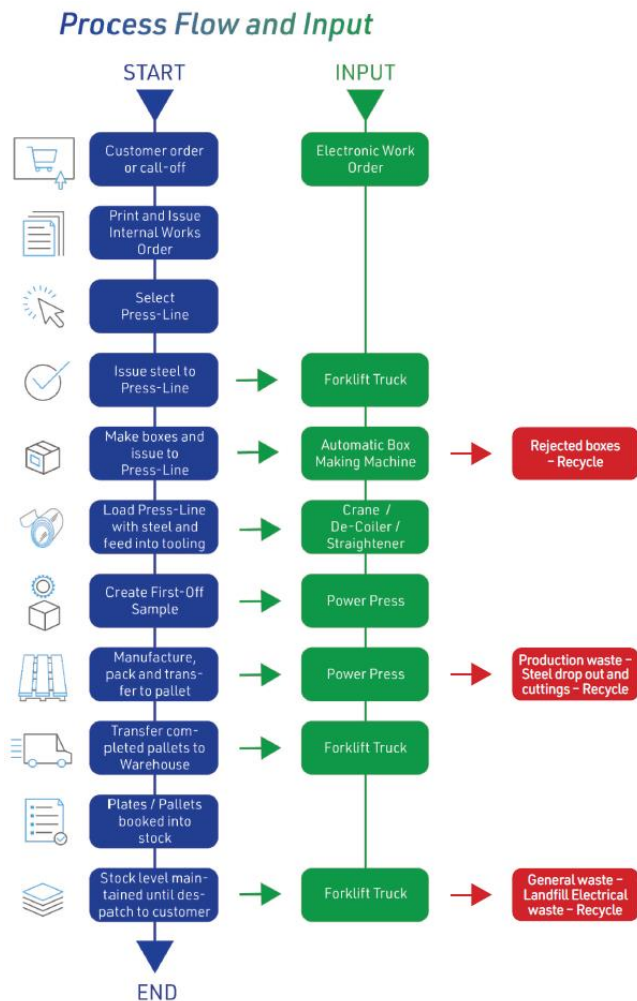 Process Flow and Input
START
INPUT
Customer order
or call-off
Electronic Work
Order
Print and Issue
Internal Works
Order
Select
Press-Line
Issue steel to
Press-Line
Forklift Truck
Make boxes and
issue to
Press-Line
Automatic Box
Making Machine
Rejected boxes
– Recycle
Load Press-Line
with steel and
feed into tooling
Crane /
De-Coiler /
Straightener
Create First-Off
Sample
Power Press
Manufacture,
pack and trans-
fer to pallet
Power Press
Production waste –
Steel drop out and
cuttings – Recycle
Transfer com-
pleted pallets to
Warehouse
Forklift Truck
Plates / Pallets
booked into
stock
Stock level main-
tained until des-
patch to customer
Forklift Truck
General waste –
Landfill Electrical
waste – Recycle
END